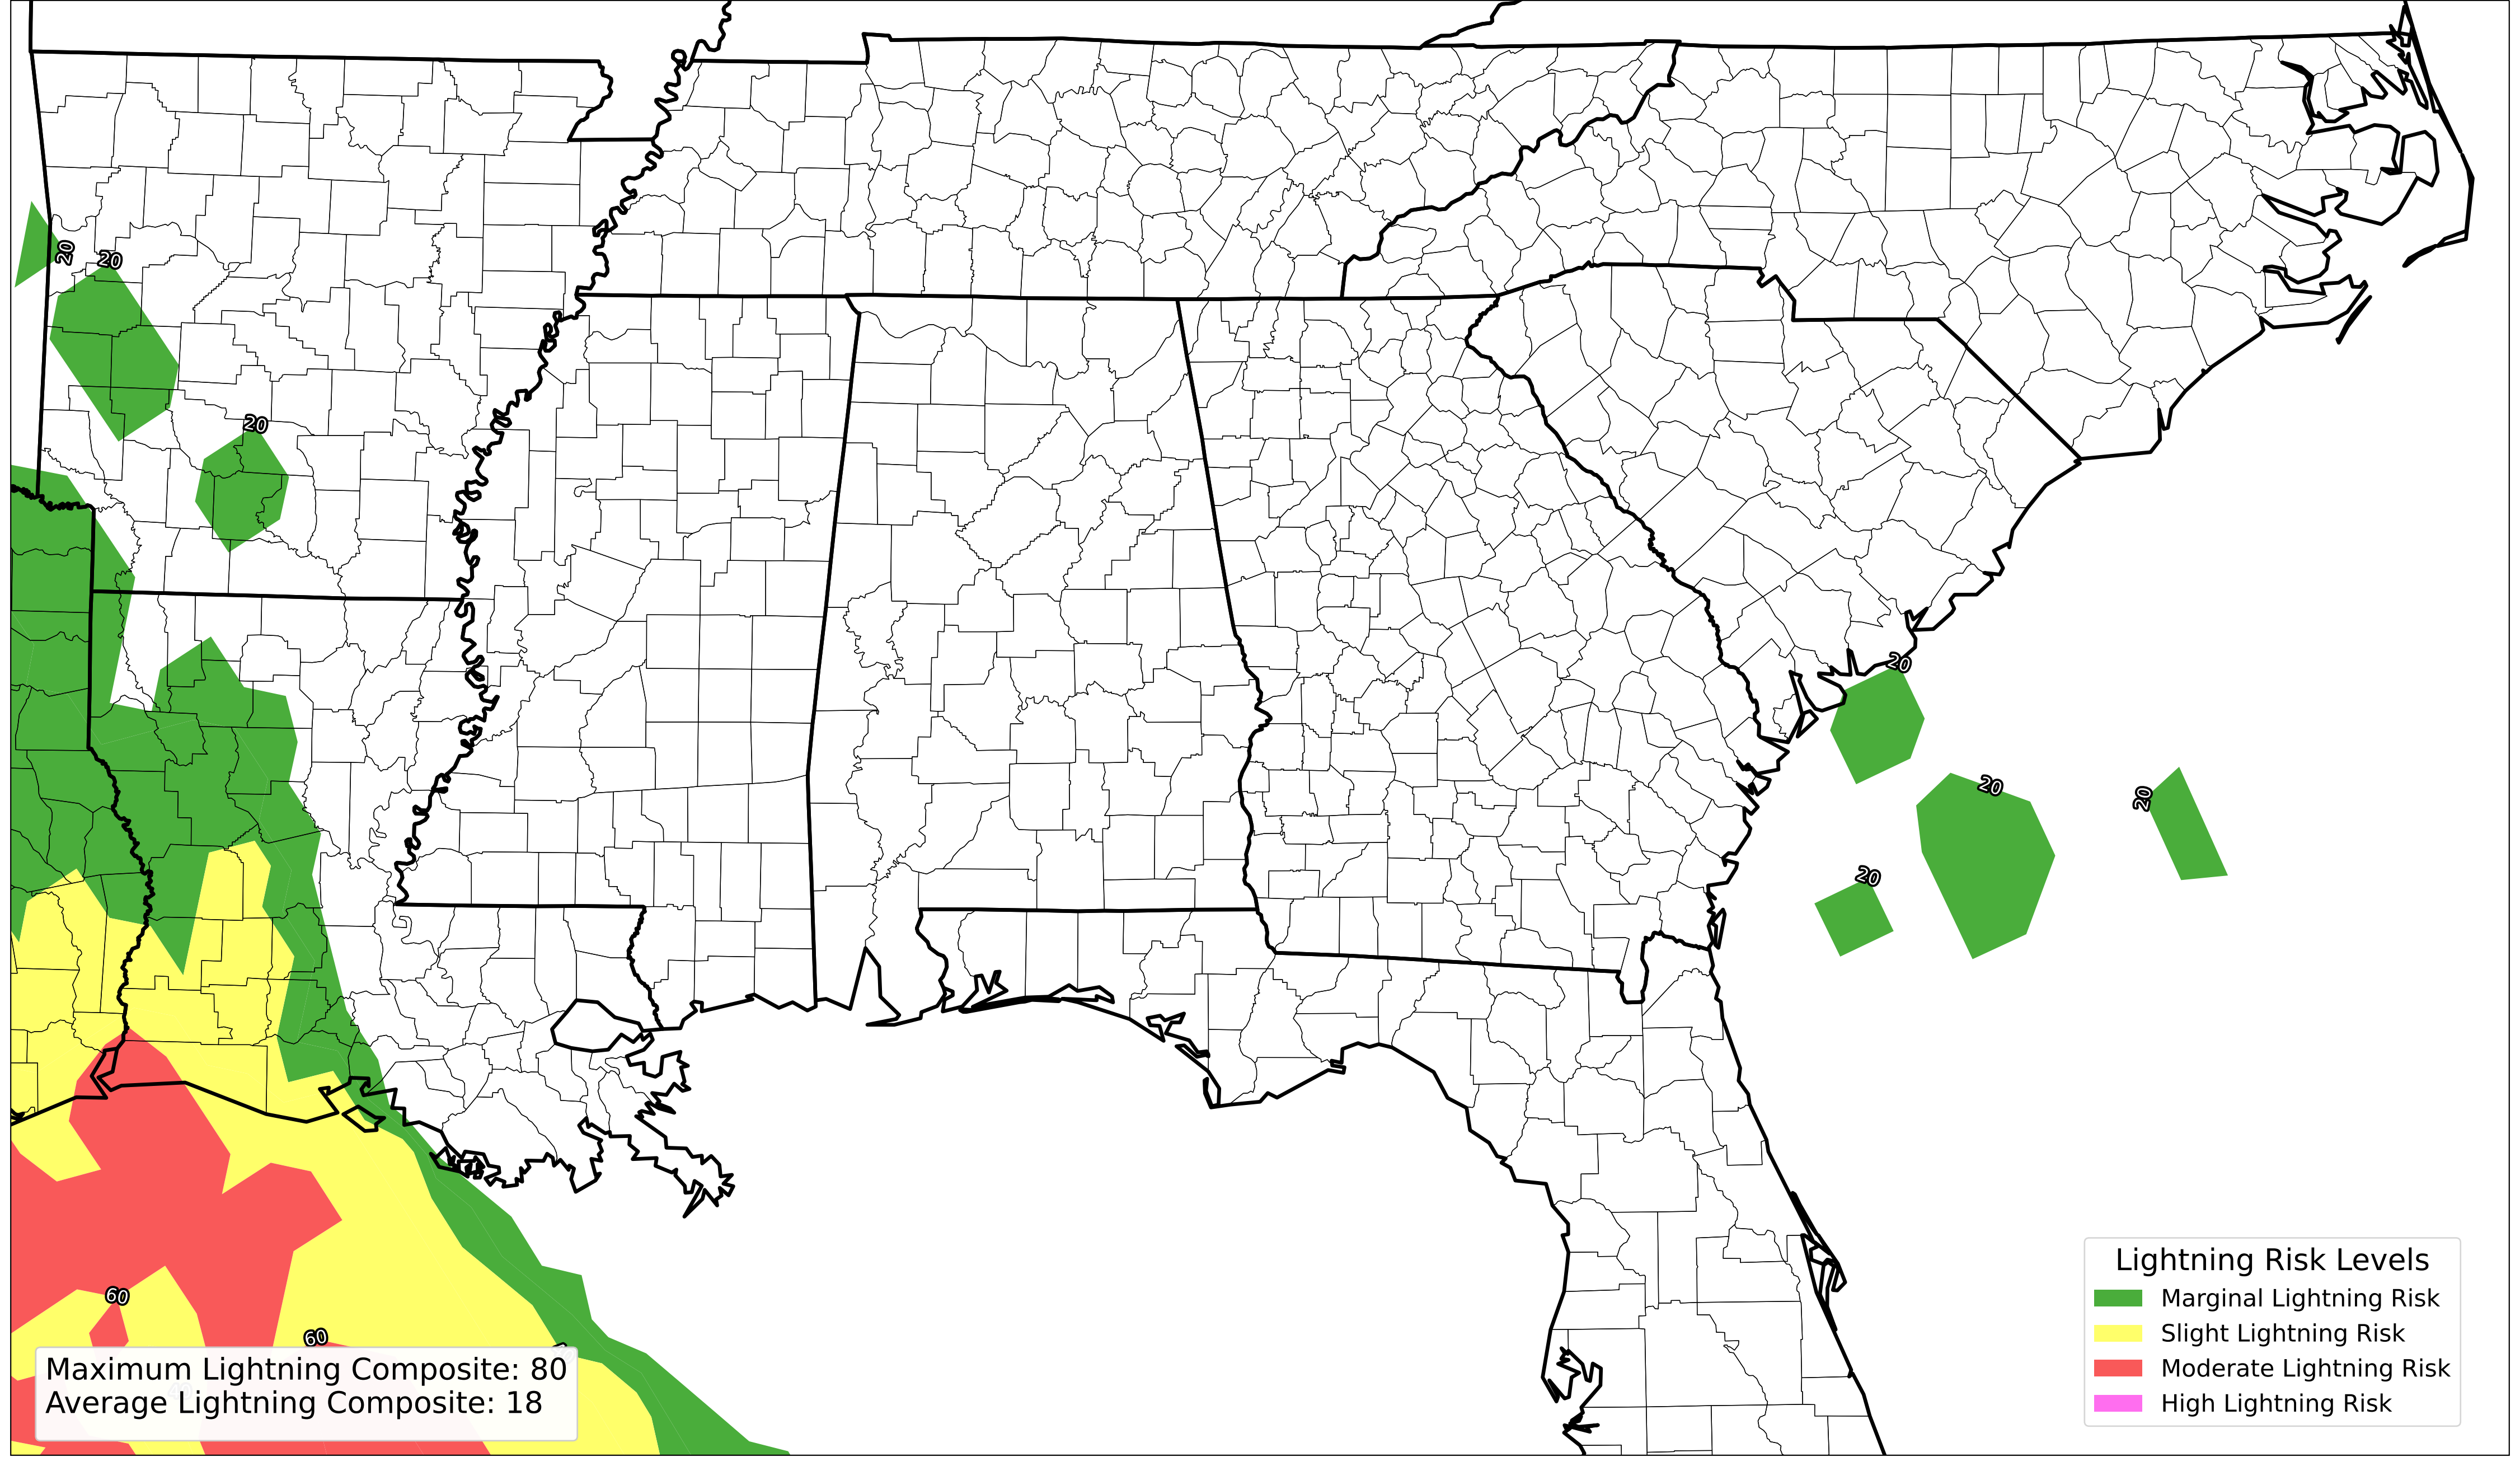 20
20
20
20
20
20
20
60
60
Maximum Lightning Composite: 80
Average Lightning Composite: 18
Lightning Risk Levels
Marginal Lightning Risk
Slight Lightning Risk
Moderate Lightning Risk
High Lightning Risk